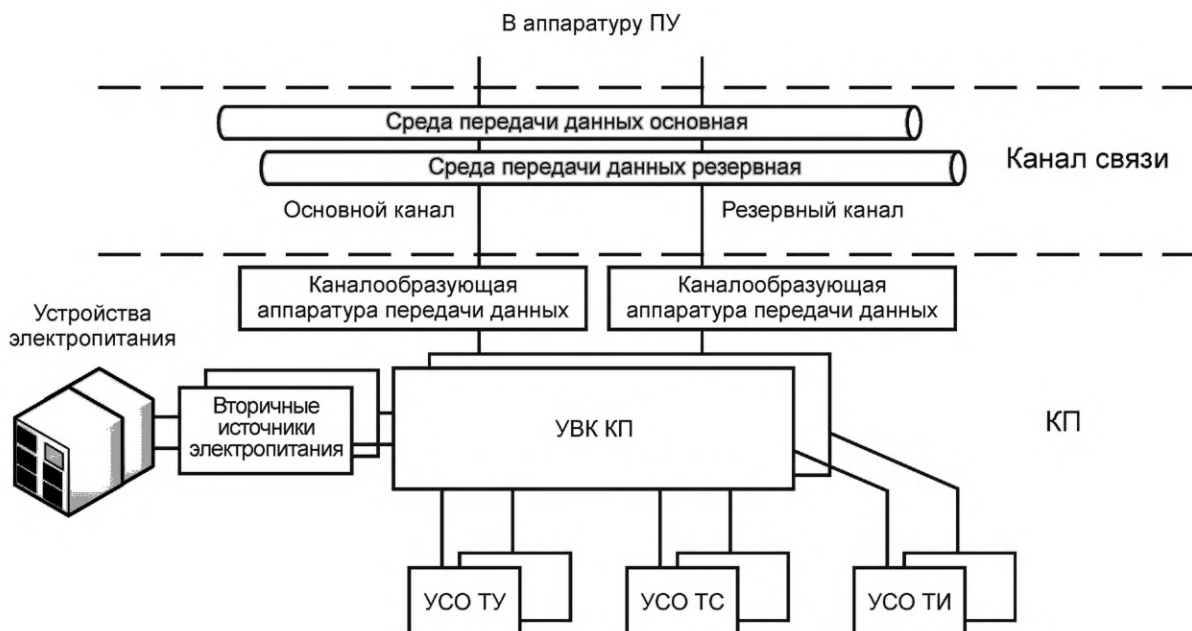 В аппаратуру ПУ
Среда передачи данных основная
Среда передачи данных резервная
Канал связи
Основной канал
Резервный канал
Каналообразующая
аппаратура передачи данных
Каналообразующая
аппаратура передачи данных
Устройства
электропитания
Вторичные
источники
электропитания
УВК КП
КП
УСО ТУ
УСО ТС
УСО ТИ